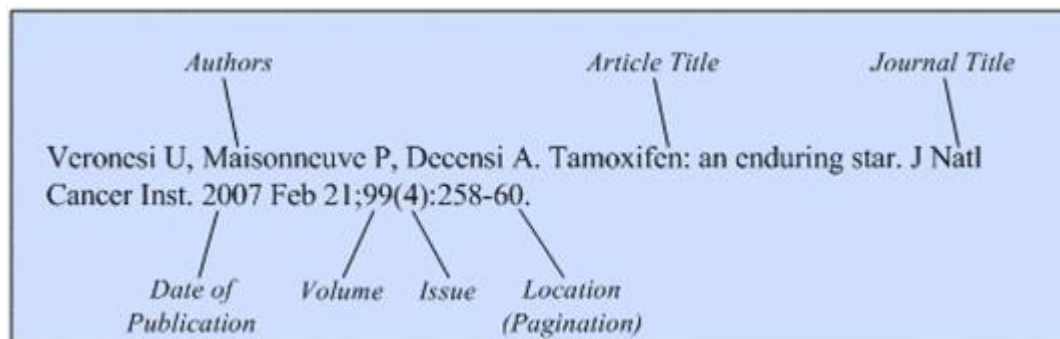 Authors Article Title Journal Title
Veronesi U, Maisonneuve P, Decensi A. Tamoxifen: an enduring star. J Natl
Cancer Inst. 2007 Feb 21;99(4):258-60.
Date of Volume Issue Location
Publication (Pagination)